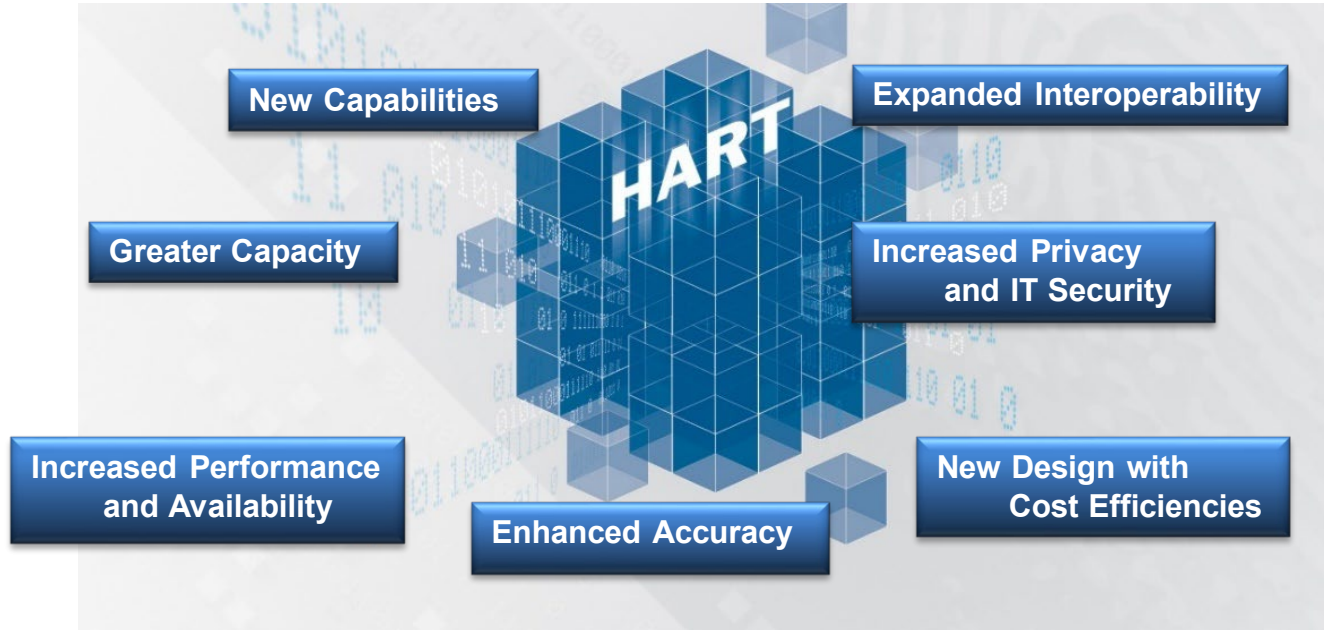 New Capabilities
Expanded Interoperability
HART
Greater Capacity
Increased Privacy
and IT Security
Increased Performance
and Availability
New Design with
Cost Efficiencies
Enhanced Accuracy